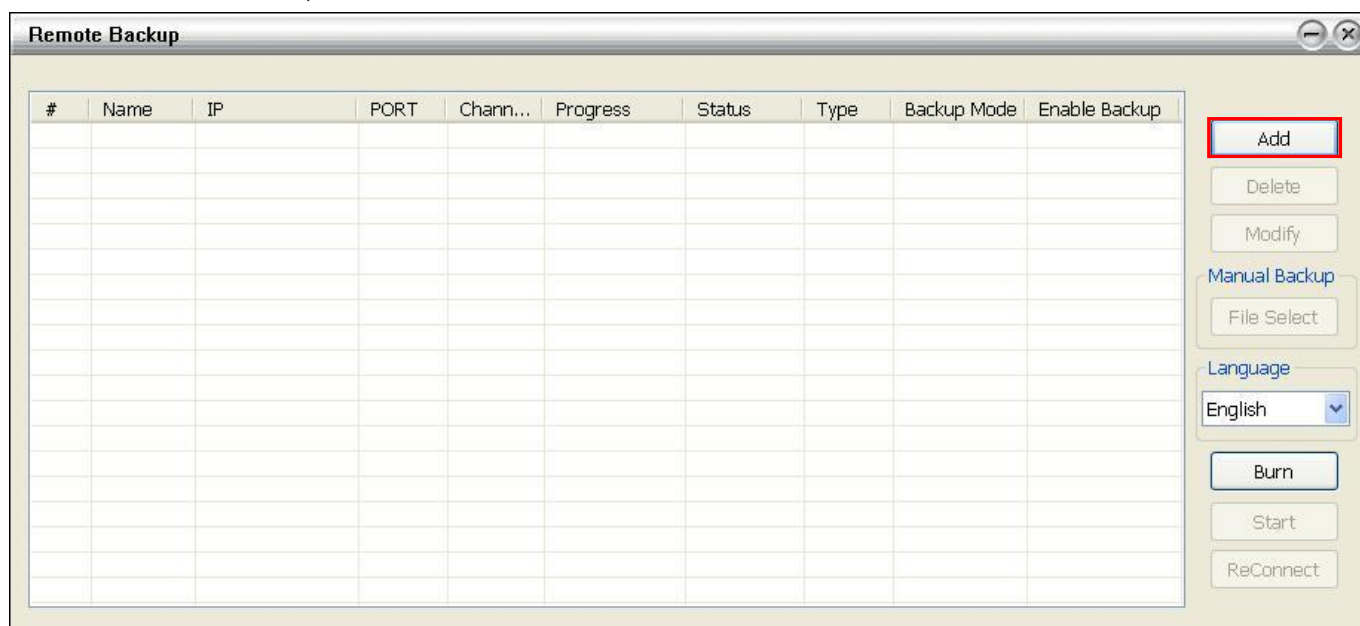 Remote Backup
# Name IP PORT Chann... Progress Status Type Backup Mode Enable Backup
Add
Delete
Modify
Manual Backup
File Select
Language
English
Burn
Start
ReConnect